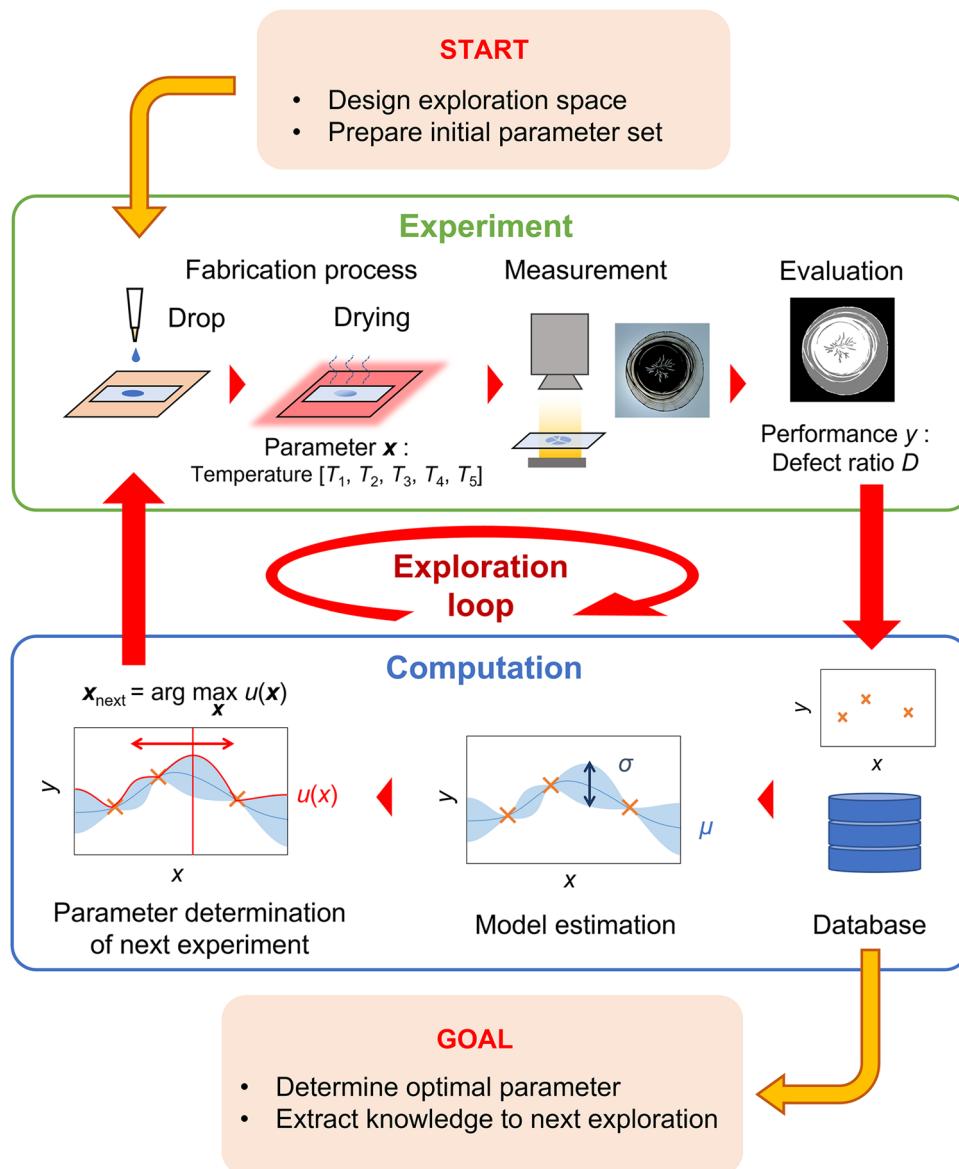 START
• Design exploration space
• Prepare initial parameter set
Experiment
Fabrication process
Measurement
Evaluation
Drop
Drying
Parameter x :
Temperature [T1, T2, T3, T4, T5]
Performance y :
Defect ratio D
Exploration
loop
Computation
xnext = arg max u(x)
x
y
u(x)
x
Parameter determination
of next experiment
y
σ
μ
x
Model estimation
y
x
Database
GOAL
• Determine optimal parameter
• Extract knowledge to next exploration